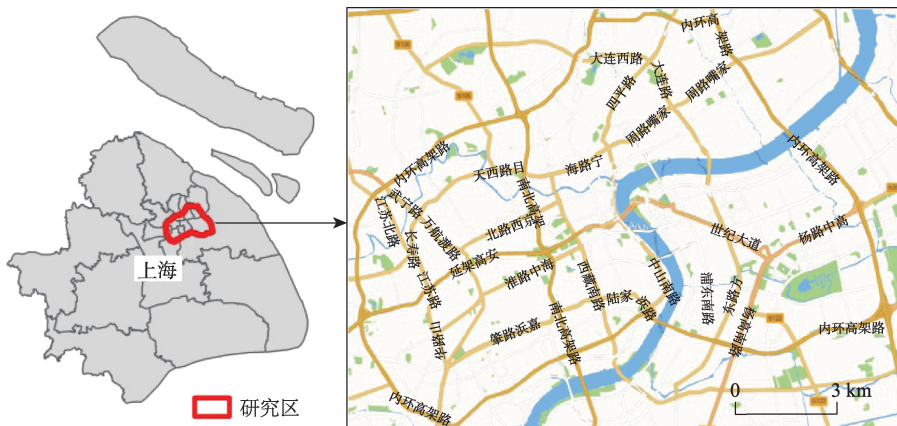 上海
研究区
内环高
架路
大连西路
四平路
大连路
周路嘴家
周路嘴家
内环高架路
内环高架路
天西路目
海路宁
南北高架
武宁路
万航渡路
江苏北路
长寿路
江苏路
北路西京
延架高安
淮路中海
西藏南路
中山南路
世纪大道
杨路中高
浦东南路
东路方
杨高南路
陆家
浜路
肇路浜嘉
南北高架路
内环高架路
内环高架路
S122
0
3 km